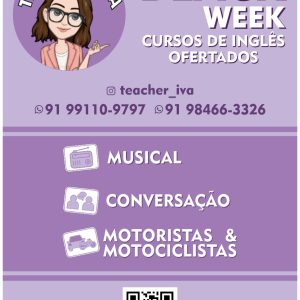 WEEK
CURSOS DE INGLÊS
OFERTADOS
teacher_iva
91 99110-9797 91 98466-3326
MUSICAL
CONVERSAÇÃO
MOTORISTAS &
MOTOCICLISTAS